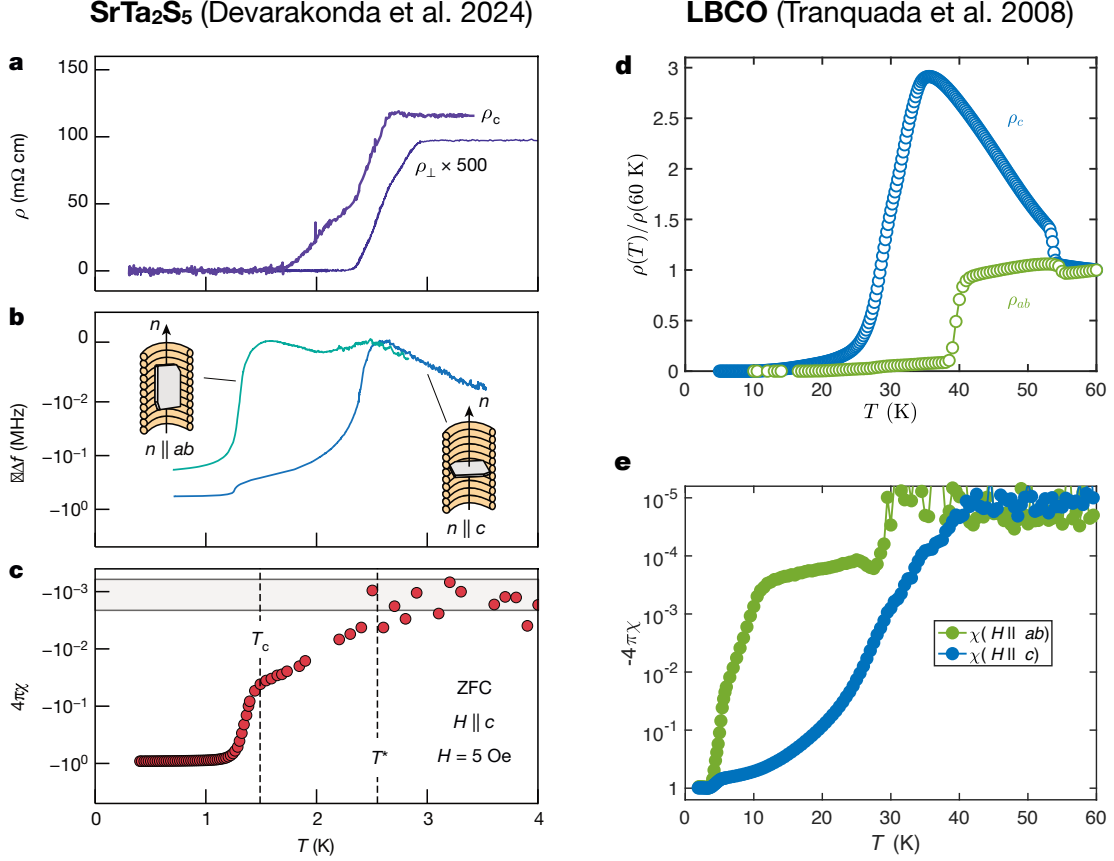 SrTa₂S₅ (Devarakonda et al. 2024)
a
150
100
50
0
ρ (mΩ cm)
ρc
ρ⊥ × 500
b
n
n || ab
n
n || c
0
−10⁻²
−10⁻¹
−10⁰
Δf (MHz)
c
−10⁻³
−10⁻²
−10⁻¹
−10⁰
4πχ
Tc
T*
ZFC
H || c
H = 5 Oe
0
1
2
3
4
T (K)
LBCO (Tranquada et al. 2008)
d
3
2.5
2
1.5
1
0.5
0
ρ(T)/ρ(60 K)
ρc
ρab
0
10
20
30
40
50
60
T (K)
e
10⁻⁵
10⁻⁴
10⁻³
10⁻²
10⁻¹
1
-4πχ
χ( H || ab)
χ( H || c)
0
10
20
30
40
50
60
T (K)